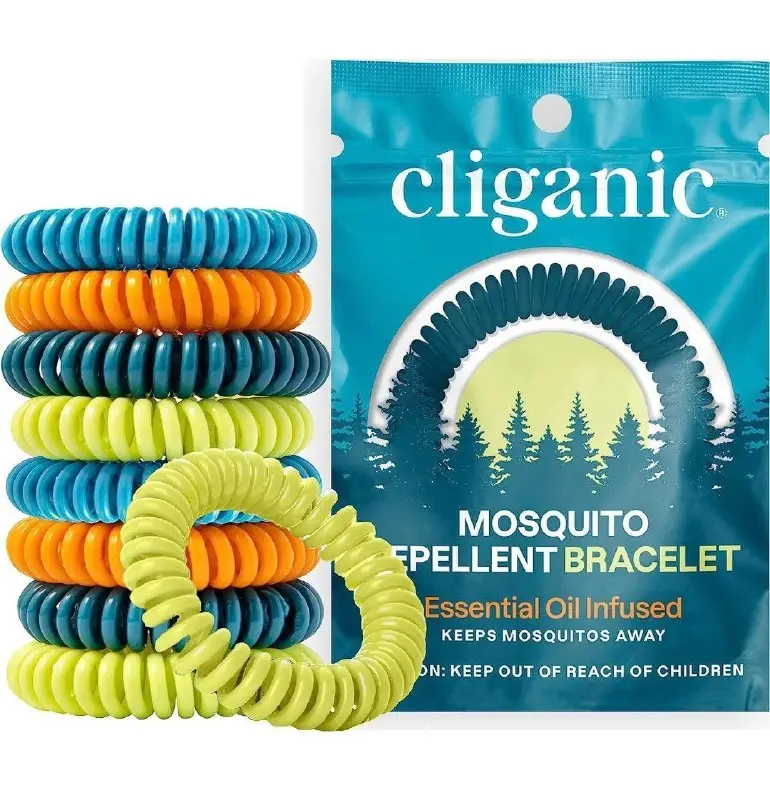 cliganic®
MOSQUITO
EPELLENT BRACELET
Essential Oil Infused
KEEPS MOSQUITOS AWAY
ON: KEEP OUT OF REACH OF CHILDREN